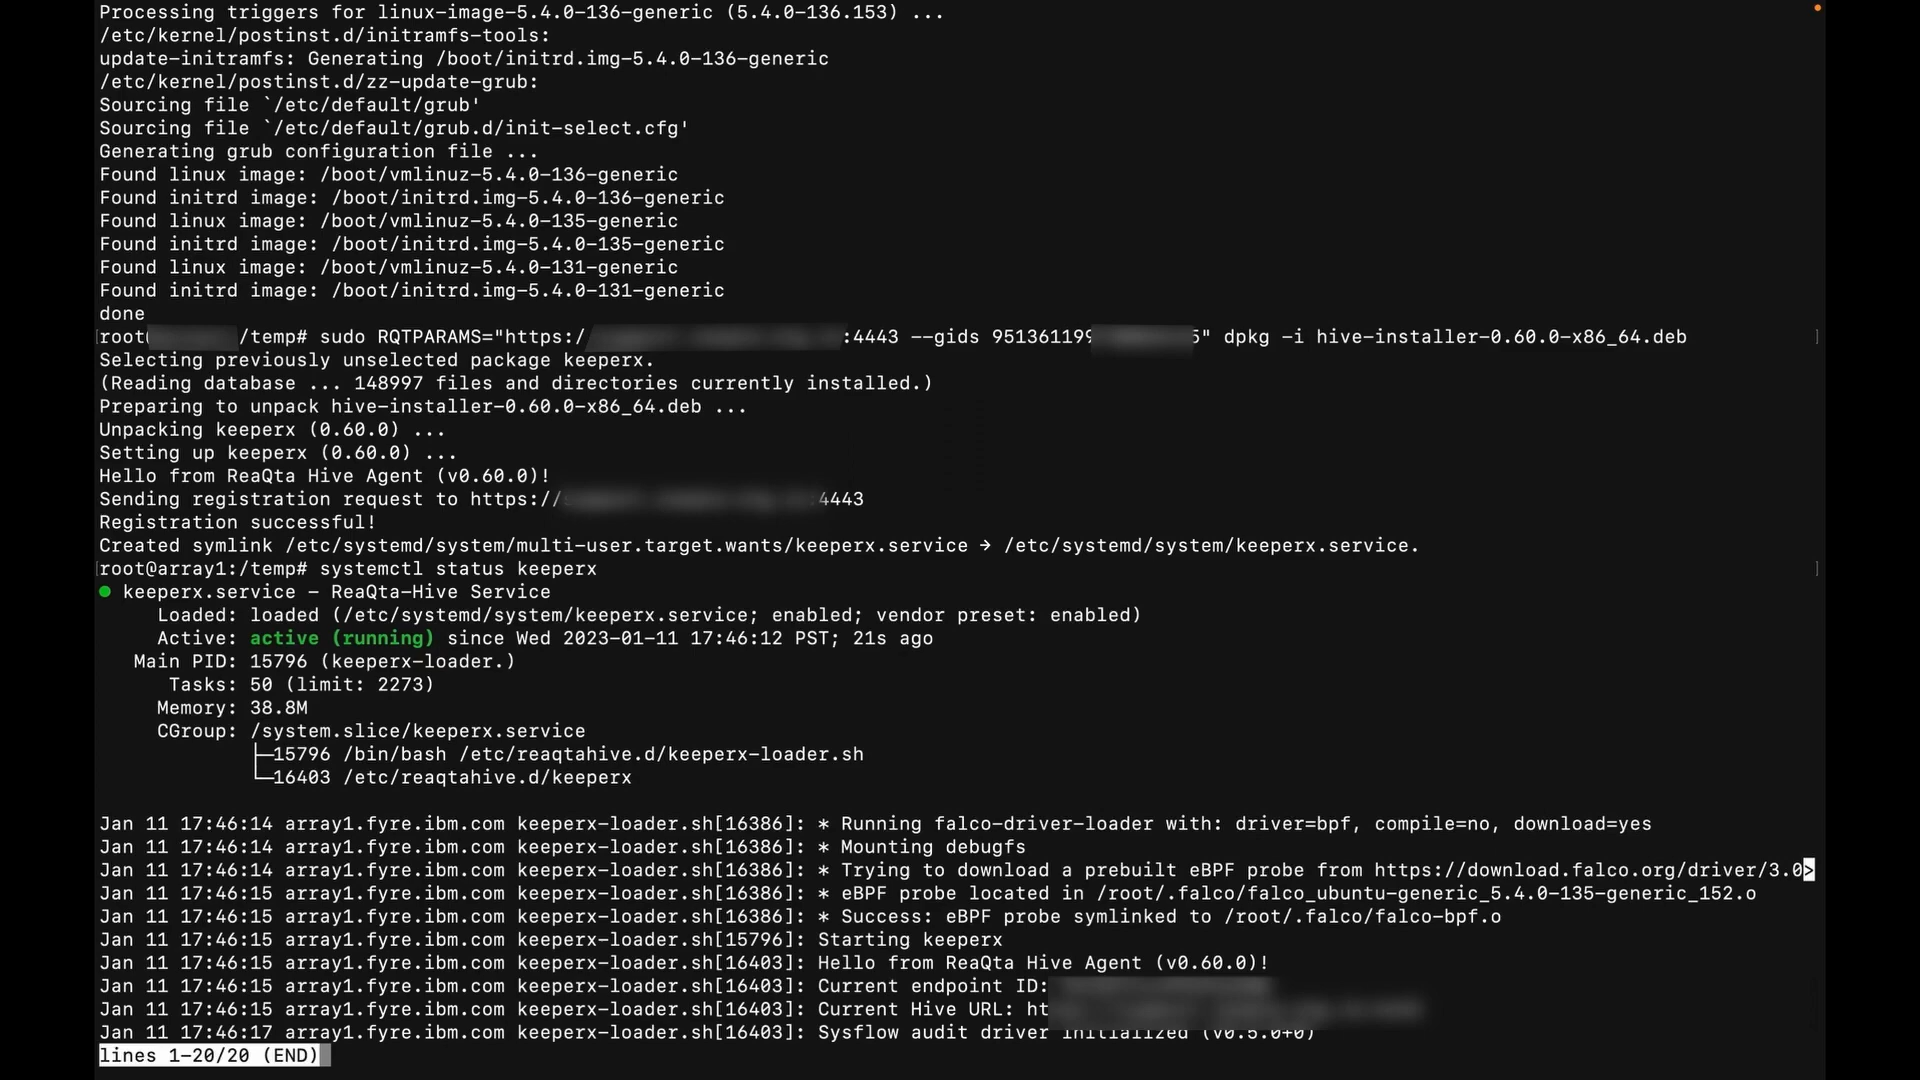 Processing triggers for linux-image-5.4.0-136-generic (5.4.0-136.153) ...
/etc/kernel/postinst.d/initramfs-tools:
update-initramfs: Generating /boot/initrd.img-5.4.0-136-generic
/etc/kernel/postinst.d/zz-update-grub:
Sourcing file `/etc/default/grub'
Sourcing file `/etc/default/grub.d/init-select.cfg'
Generating grub configuration file ...
Found linux image: /boot/vmlinuz-5.4.0-136-generic
Found initrd image: /boot/initrd.img-5.4.0-136-generic
Found linux image: /boot/vmlinuz-5.4.0-135-generic
Found initrd image: /boot/initrd.img-5.4.0-135-generic
Found linux image: /boot/vmlinuz-5.4.0-131-generic
Found initrd image: /boot/initrd.img-5.4.0-131-generic
done
root /temp# sudo RQTPARAMS="https:/ :4443 --gids 951361199 5" dpkg -i hive-installer-0.60.0-x86_64.deb
Selecting previously unselected package keeperx.
(Reading database ... 148997 files and directories currently installed.)
Preparing to unpack hive-installer-0.60.0-x86_64.deb ...
Unpacking keeperx (0.60.0) ...
Setting up keeperx (0.60.0) ...
Hello from ReaQta Hive Agent (v0.60.0)!
Sending registration request to https:// 4443
Registration successful!
Created symlink /etc/systemd/system/multi-user.target.wants/keeperx.service → /etc/systemd/system/keeperx.service.
root@array1:/temp# systemctl status keeperx
● keeperx.service - ReaQta-Hive Service
Loaded: loaded (/etc/systemd/system/keeperx.service; enabled; vendor preset: enabled)
Active: active (running) since Wed 2023-01-11 17:46:12 PST; 21s ago
Main PID: 15796 (keeperx-loader.)
Tasks: 50 (limit: 2273)
Memory: 38.8M
CGroup: /system.slice/keeperx.service
├─15796 /bin/bash /etc/reaqtahive.d/keeperx-loader.sh
└─16403 /etc/reaqtahive.d/keeperx
Jan 11 17:46:14 array1.fyre.ibm.com keeperx-loader.sh[16386]: * Running falco-driver-loader with: driver=bpf, compile=no, download=yes
Jan 11 17:46:14 array1.fyre.ibm.com keeperx-loader.sh[16386]: * Mounting debugfs
Jan 11 17:46:14 array1.fyre.ibm.com keeperx-loader.sh[16386]: * Trying to download a prebuilt eBPF probe from https://download.falco.org/driver/3.0>
Jan 11 17:46:15 array1.fyre.ibm.com keeperx-loader.sh[16386]: * eBPF probe located in /root/.falco/falco_ubuntu-generic_5.4.0-135-generic_152.o
Jan 11 17:46:15 array1.fyre.ibm.com keeperx-loader.sh[16386]: * Success: eBPF probe symlinked to /root/.falco/falco-bpf.o
Jan 11 17:46:15 array1.fyre.ibm.com keeperx-loader.sh[15796]: Starting keeperx
Jan 11 17:46:15 array1.fyre.ibm.com keeperx-loader.sh[16403]: Hello from ReaQta Hive Agent (v0.60.0)!
Jan 11 17:46:15 array1.fyre.ibm.com keeperx-loader.sh[16403]: Current endpoint ID:
Jan 11 17:46:15 array1.fyre.ibm.com keeperx-loader.sh[16403]: Current Hive URL: ht
Jan 11 17:46:17 array1.fyre.ibm.com keeperx-loader.sh[16403]: Sysflow audit driver initialized (v0.5.0+0)
lines 1-20/20 (END)